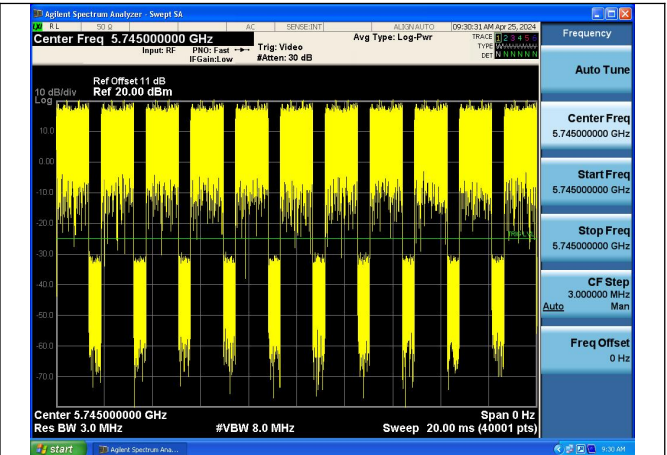 Agilent Spectrum Analyzer - Swept SA
RL 50 Ω AC SENSE:INT ALIGNAUTO 09:30:31 AM Apr 25, 2024
Center Freq 5.745000000 GHz
Input: RF PNO: Fast Trig: Video Avg Type: Log-Pwr TRACE 1 2 3 4 5 6
IFGain:Low #Atten: 30 dB TYPE
DET N N N N N N
Ref Offset 11 dB
10 dB/div Ref 20.00 dBm
Log
10.0
0.00
-10.0
-20.0
-30.0
-40.0
-50.0
-60.0
-70.0
Center 5.745000000 GHz Span 0 Hz
Res BW 3.0 MHz #VBW 8.0 MHz Sweep 20.00 ms (40001 pts)
Frequency
Auto Tune
Center Freq
5.745000000 GHz
Start Freq
5.745000000 GHz
Stop Freq
5.745000000 GHz
CF Step
3.000000 MHz
Auto Man
Freq Offset
0 Hz
start Agilent Spectrum Ana... 9:30 AM